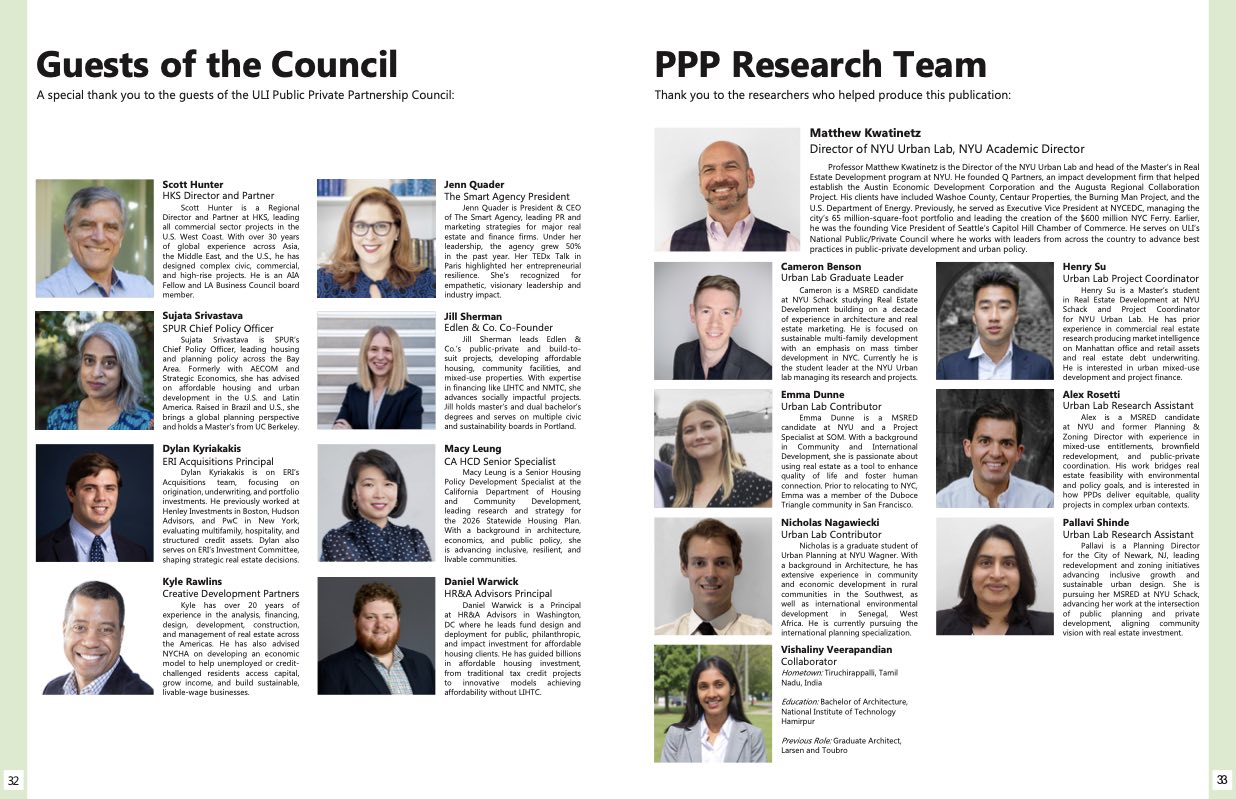 Guests of the Council
A special thank you to the guests of the ULI Public Private Partnership Council:
Scott Hunter
HKS Director and Partner
Scott Hunter is a Regional
Director and Partner at HKS, leading
all commercial sector projects in the
U.S. West Coast. With over 30 years
of global experience across Asia,
the Middle East, and the U.S., he has
designed complex civic, commercial,
and high-rise projects. He is an AIA
Fellow and LA Business Council board
member.
Jenn Quader
The Smart Agency President
Jenn Quader is President & CEO
of The Smart Agency, leading PR and
marketing strategies for major real
estate and finance firms. Under her
leadership, the agency grew 50%
in the past year. Her TEDx Talk in
Paris highlighted her entrepreneurial
resilience. She's recognized for
empathetic, visionary leadership and
industry impact.
Sujata Srivastava
SPUR Chief Policy Officer
Sujata Srivastava is SPUR's
Chief Policy Officer, leading housing
and planning policy across the Bay
Area. Formerly with AECOM and
Strategic Economics, she has advised
on affordable housing and urban
development in the U.S. and Latin
America. Raised in Brazil and U.S., she
brings a global planning perspective
and holds a Master's from UC Berkeley.
Jill Sherman
Edlen & Co. Co-Founder
Jill Sherman leads Edlen &
Co.'s public-private and build-to-
suit projects, developing affordable
housing, community facilities, and
mixed-use properties. With expertise
in financing like LIHTC and NMTC, she
advances socially impactful projects.
Jill holds master's and dual bachelor's
degrees and serves on multiple civic
and sustainability boards in Portland.
Dylan Kyriakakis
ERI Acquisitions Principal
Dylan Kyriakakis is on ERI's
Acquisitions team, focusing on
origination, underwriting, and portfolio
investments. He previously worked at
Henley Investments in Boston, Hudson
Advisors, and PwC in New York,
evaluating multifamily, hospitality, and
structured credit assets. Dylan also
serves on ERI's Investment Committee,
shaping strategic real estate decisions.
Macy Leung
CA HCD Senior Specialist
Macy Leung is a Senior Housing
Policy Development Specialist at the
California Department of Housing
and Community Development,
leading research and strategy for
the 2026 Statewide Housing Plan.
With a background in architecture,
economics, and public policy, she
is advancing inclusive, resilient, and
livable communities.
Kyle Rawlins
Creative Development Partners
Kyle has over 20 years of
experience in the analysis, financing,
design, development, construction,
and management of real estate across
the Americas. He has also advised
NYCHA on developing an economic
model to help unemployed or credit-
challenged residents access capital,
grow income, and build sustainable,
livable-wage businesses.
Daniel Warwick
HR&A Advisors Principal
Daniel Warwick is a Principal
at HR&A Advisors in Washington,
DC where he leads fund design and
deployment for public, philanthropic,
and impact investment for affordable
housing clients. He has guided billions
in affordable housing investment,
from traditional tax credit projects
to innovative models achieving
affordability without LIHTC.
32
PPP Research Team
Thank you to the researchers who helped produce this publication:
Matthew Kwatinetz
Director of NYU Urban Lab, NYU Academic Director
Professor Matthew Kwatinetz is the Director of the NYU Urban Lab and head of the Master's in Real
Estate Development program at NYU. He founded Q Partners, an impact development firm that helped
establish the Austin Economic Development Corporation and the Augusta Regional Collaboration
Project. His clients have included Washoe County, Centaur Properties, the Burning Man Project, and the
U.S. Department of Energy. Previously, he served as Executive Vice President at NYCEDC, managing the
city's 65 million-square-foot portfolio and leading the creation of the $600 million NYC Ferry. Earlier,
he was the founding Vice President of Seattle's Capitol Hill Chamber of Commerce. He serves on ULI's
National Public/Private Council where he works with leaders from across the country to advance best
practices in public-private development and urban policy.
Cameron Benson
Urban Lab Graduate Leader
Cameron is a MSRED candidate
at NYU Schack studying Real Estate
Development building on a decade
of experience in architecture and real
estate marketing. He is focused on
sustainable multi-family development
with an emphasis on mass timber
development in NYC. Currently he is
the student leader at the NYU Urban
lab managing its research and projects.
Henry Su
Urban Lab Project Coordinator
Henry Su is a Master's student
in Real Estate Development at NYU
Schack and Project Coordinator
for NYU Urban Lab. He has prior
experience in commercial real estate
research producing market intelligence
on Manhattan office and retail assets
and real estate debt underwriting.
He is interested in urban mixed-use
development and project finance.
Emma Dunne
Urban Lab Contributor
Emma Dunne is a MSRED
candidate at NYU and a Project
Specialist at SOM. With a background
in Community and International
Development, she is passionate about
using real estate as a tool to enhance
quality of life and foster human
connection. Prior to relocating to NYC,
Emma was a member of the Duboce
Triangle community in San Francisco.
Alex Rosetti
Urban Lab Research Assistant
Alex is a MSRED candidate
at NYU and former Planning &
Zoning Director with experience in
mixed-use entitlements, brownfield
redevelopment, and public-private
coordination. His work bridges real
estate feasibility with environmental
and policy goals, and is interested in
how PPDs deliver equitable, quality
projects in complex urban contexts.
Nicholas Nagawiecki
Urban Lab Contributor
Nicholas is a graduate student of
Urban Planning at NYU Wagner. With
a background in Architecture, he has
extensive experience in community
and economic development in rural
communities in the Southwest, as
well as international environmental
development in Senegal, West
Africa. He is currently pursuing the
international planning specialization.
Pallavi Shinde
Urban Lab Research Assistant
Pallavi is a Planning Director
for the City of Newark, NJ, leading
redevelopment and zoning initiatives
advancing inclusive growth and
sustainable urban design. She is
pursuing her MSRED at NYU Schack,
advancing her work at the intersection
of public planning and private
development, aligning community
vision with real estate investment.
Vishaliny Veerapandian
Collaborator
Hometown: Tiruchirappalli, Tamil
Nadu, India
Education: Bachelor of Architecture,
National Institute of Technology
Hamirpur
Previous Role: Graduate Architect,
Larsen and Toubro
33